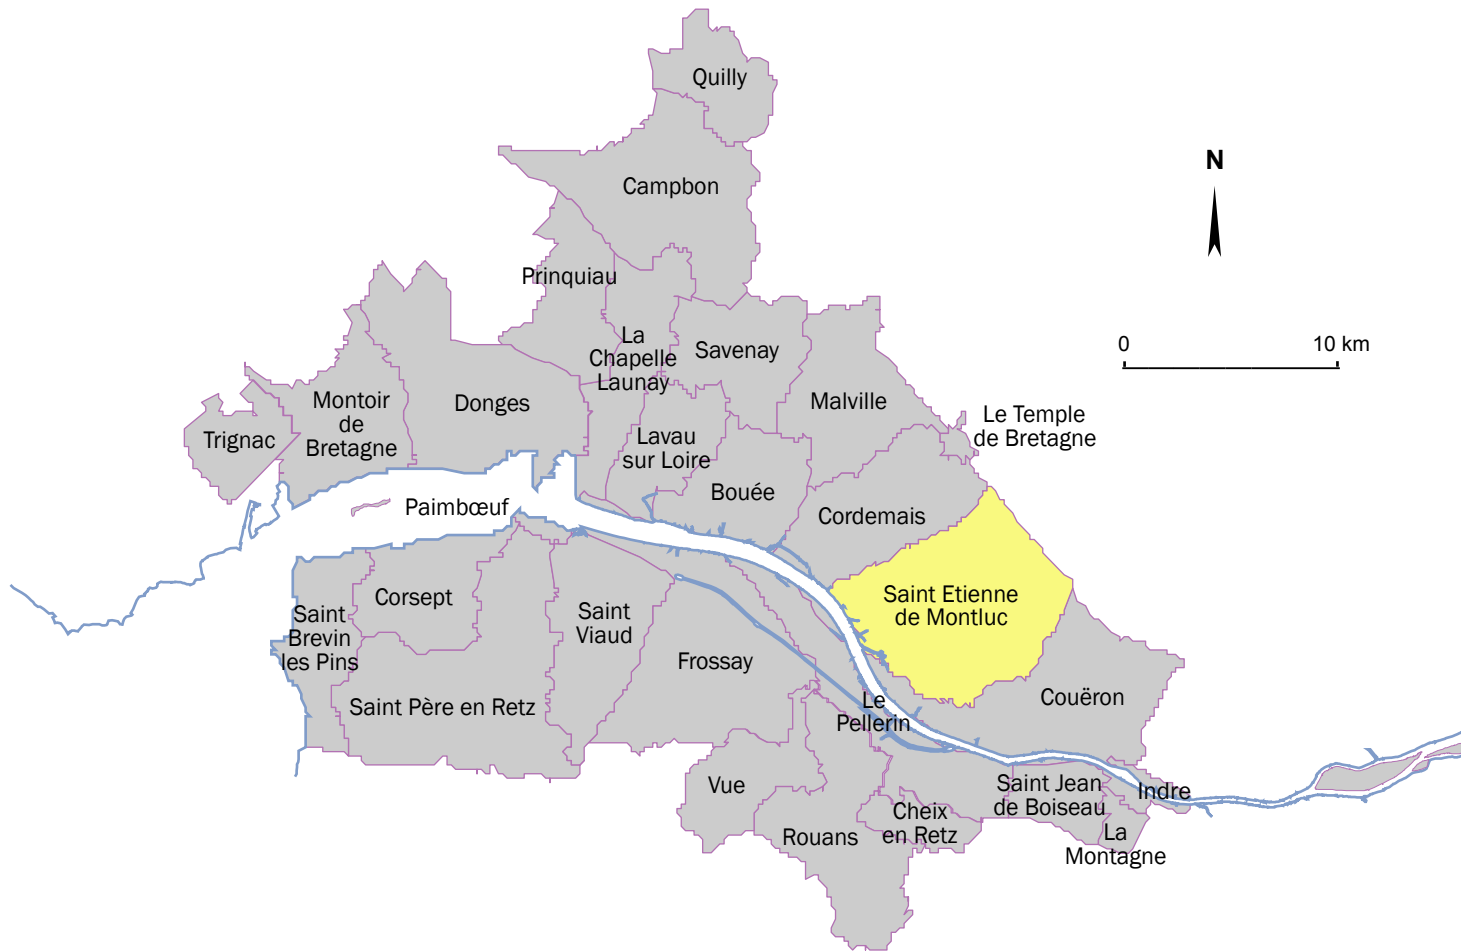 Quilly
N
Campbon
Prinquiau
0 10 km
La
Chapelle
Launay
Savenay
Montoir
de
Bretagne
Donges
Malville
Le Temple
de Bretagne
Trignac
Lavau
sur Loire
Bouée
Paimbœuf
Cordemais
Corsept
Saint
Brevin
les Pins
Saint
Viaud
Saint Etienne
de Montluc
Frossay
Saint Père en Retz
Le
Pellerin
Couëron
Vue
Saint Jean
de Boiseau
Indre
Rouans
Cheix
en Retz
La
Montagne